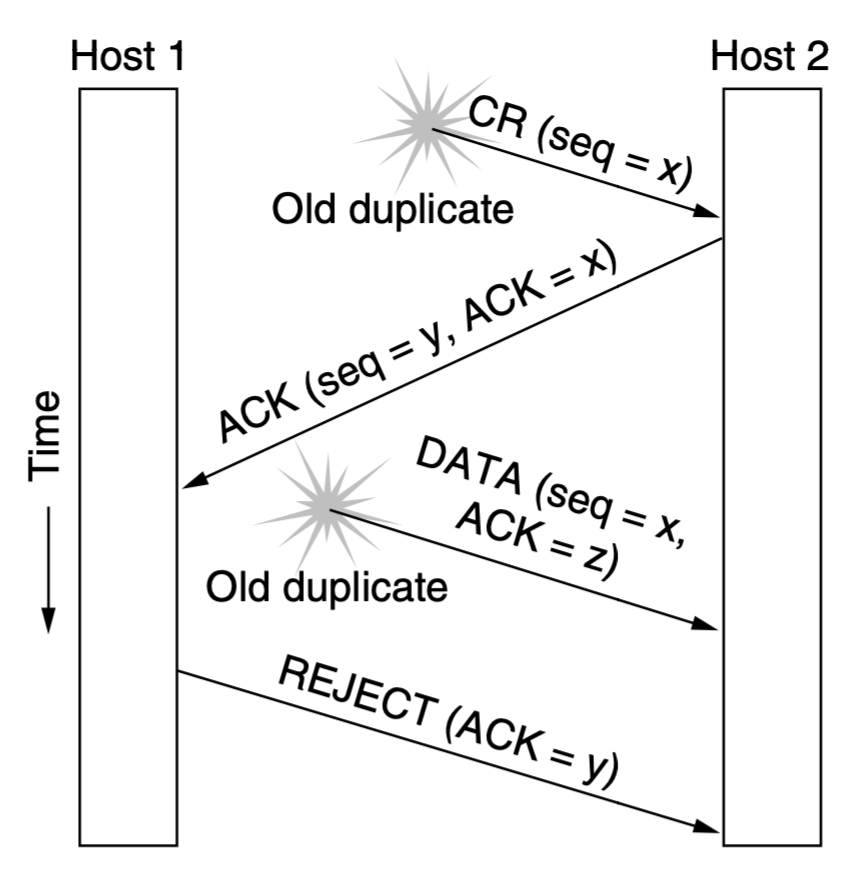 Host 1
Host 2
CR (seq = x)
Old duplicate
ACK (seq = y, ACK = x)
Time
DATA (seq = x,
ACK = z)
Old duplicate
REJECT (ACK = y)